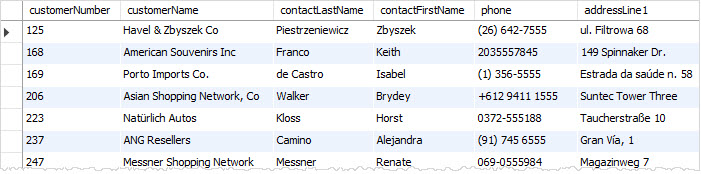 customerNumber customerName contactLastName contactFirstName phone addressLine1
125 Havel & Zbyszek Co Piestrzeniewicz Zbyszek (26) 642-7555 ul. Filtrowa 68
168 American Souvenirs Inc Franco Keith 2035557845 149 Spinnaker Dr.
169 Porto Imports Co. de Castro Isabel (1) 356-5555 Estrada da saúde n. 58
206 Asian Shopping Network, Co Walker Brydey +612 9411 1555 Suntec Tower Three
223 Natürlich Autos Kloss Horst 0372-555188 Taucherstraße 10
237 ANG Resellers Camino Alejandra (91) 745 6555 Gran Vía, 1
247 Messner Shopping Network Messner Renate 069-0555984 Magazinweg 7